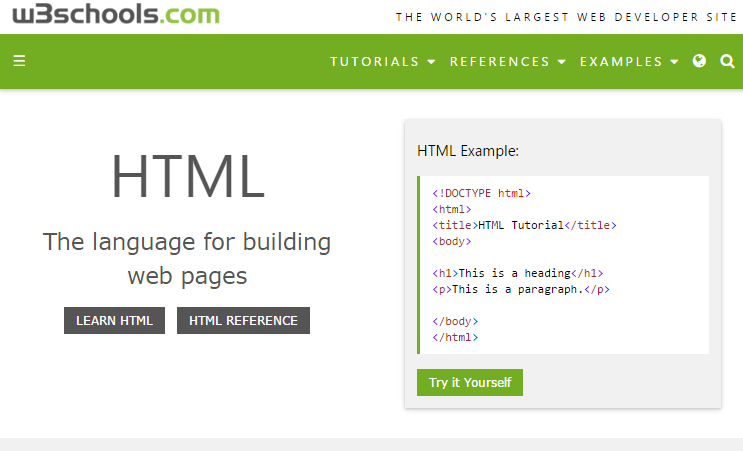 w3schools.com
THE WORLD'S LARGEST WEB DEVELOPER SITE
TUTORIALS REFERENCES EXAMPLES
HTML
The language for building
web pages
LEARN HTML HTML REFERENCE
HTML Example:
<!DOCTYPE html>
<html>
<title>HTML Tutorial</title>
<body>
<h1>This is a heading</h1>
<p>This is a paragraph.</p>
</body>
</html>
Try it Yourself